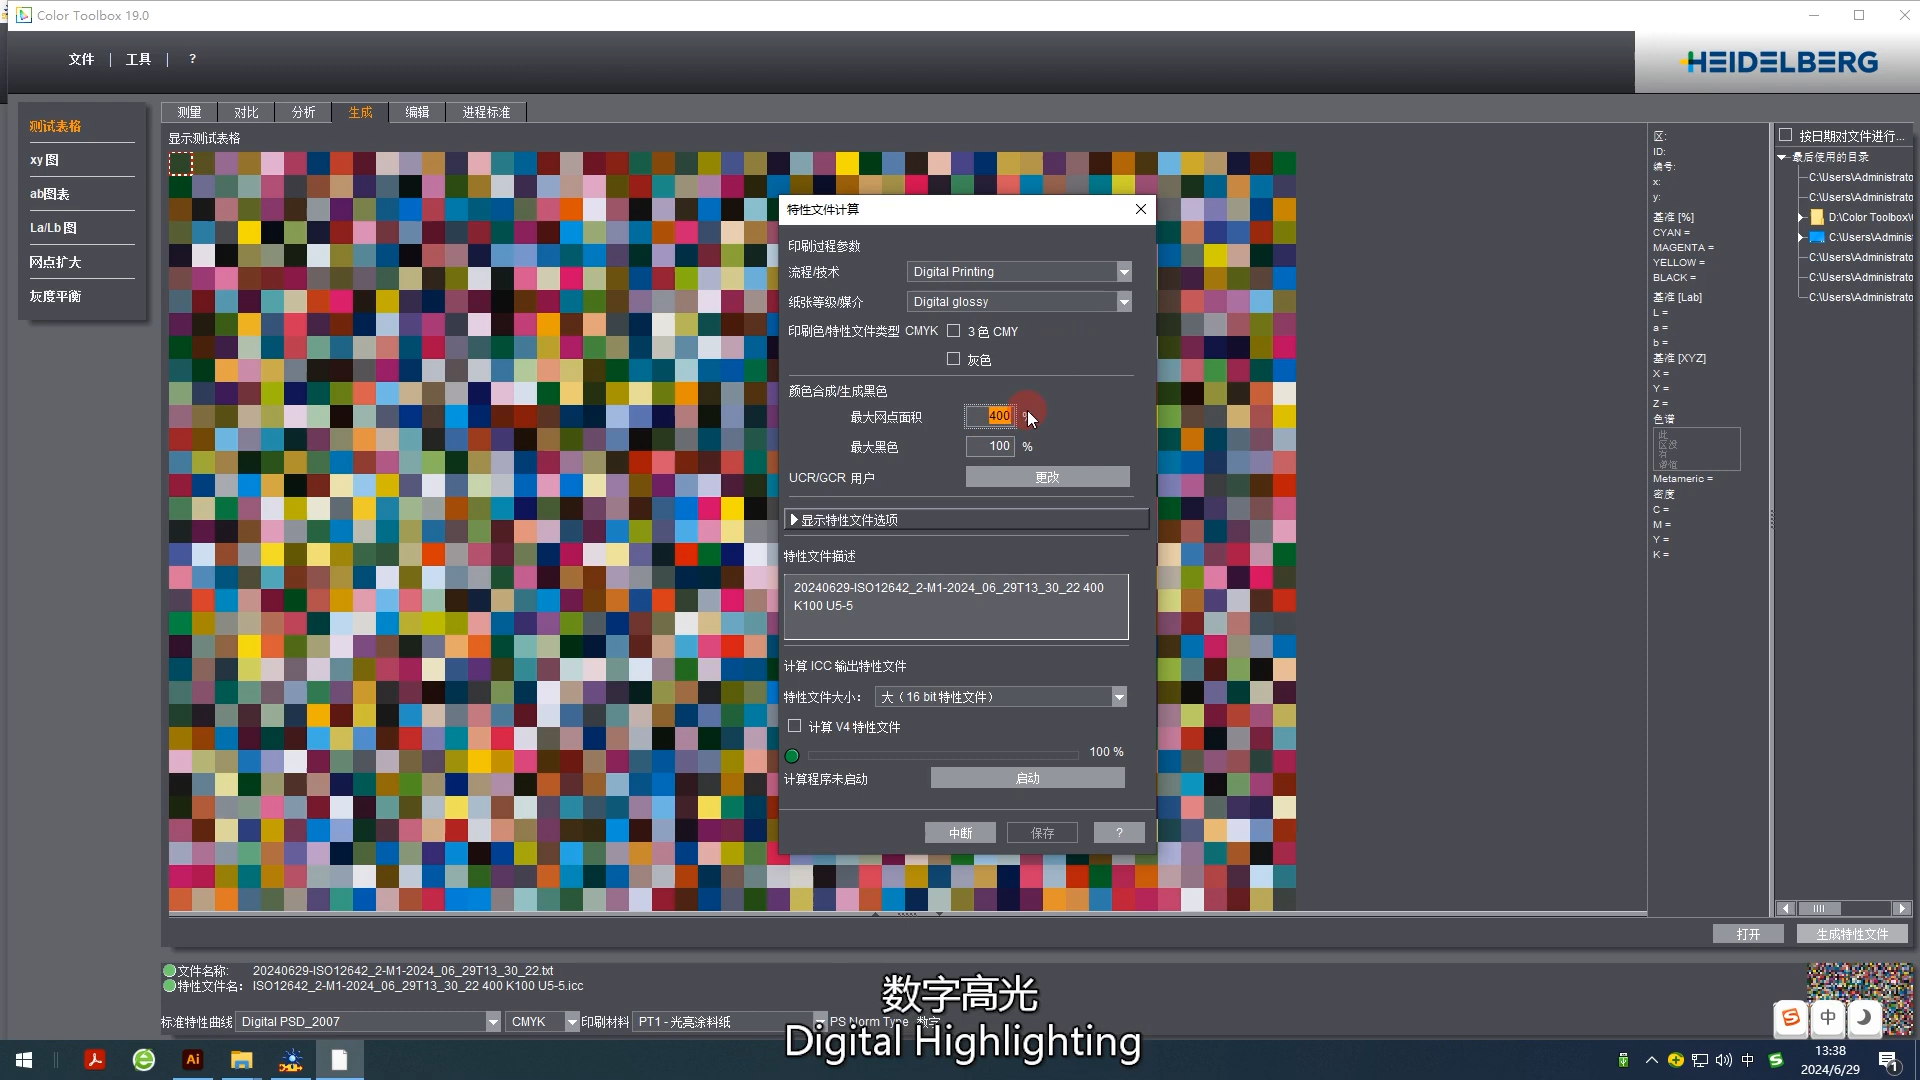 Color Toolbox 19.0
文件 | 工具 | ?
HEIDELBERG
测试表格
xy 图
ab图表
La/Lb 图
网点扩大
灰度平衡
测量
对比
分析
生成
编辑
进程标准
显示测试表格
区:
ID:
编号:
x:
y:
基准 [%]
CYAN =
MAGENTA =
YELLOW =
BLACK =
基准 [Lab]
L =
a =
b =
基准 [XYZ]
X =
Y =
Z =
色谱
此
区没
有
谱值
Metameric =
密度
C =
M =
Y =
K =
按日期对文件进行...
最后使用的目录
C:\Users\Administrato
C:\Users\Administrato
D:\Color Toolbox\
C:\Users\Adminis
C:\Users\Administrato
C:\Users\Administrato
C:\Users\Administrato
特性文件计算
印刷过程参数
流程/技术 Digital Printing
纸张等级/媒介 Digital glossy
印刷色/特性文件类型 CMYK 3 色 CMY
灰色
颜色合成/生成黑色
最大网点面积 400 %
最大黑色 100 %
UCR/GCR 用户 更改
显示特性文件选项
特性文件描述
20240629-ISO12642_2-M1-2024_06_29T13_30_22 400
K100 U5-5
计算 ICC 输出特性文件
特性文件大小: 大（16 bit 特性文件）
计算 V4 特性文件
100 %
计算程序未启动 启动
中断 保存 ?
打开
生成特性文件
文件名称: 20240629-ISO12642_2-M1-2024_06_29T13_30_22.txt
特性文件名: ISO12642_2-M1-2024_06_29T13_30_22 400 K100 U5-5.icc
标准特性曲线 Digital PSD_2007 CMYK 印刷材料 PT1 - 光亮涂料纸 PS Norm Type 数字
数字高光
Digital Highlighting
中
Ai
中
13:38
2024/6/29
1